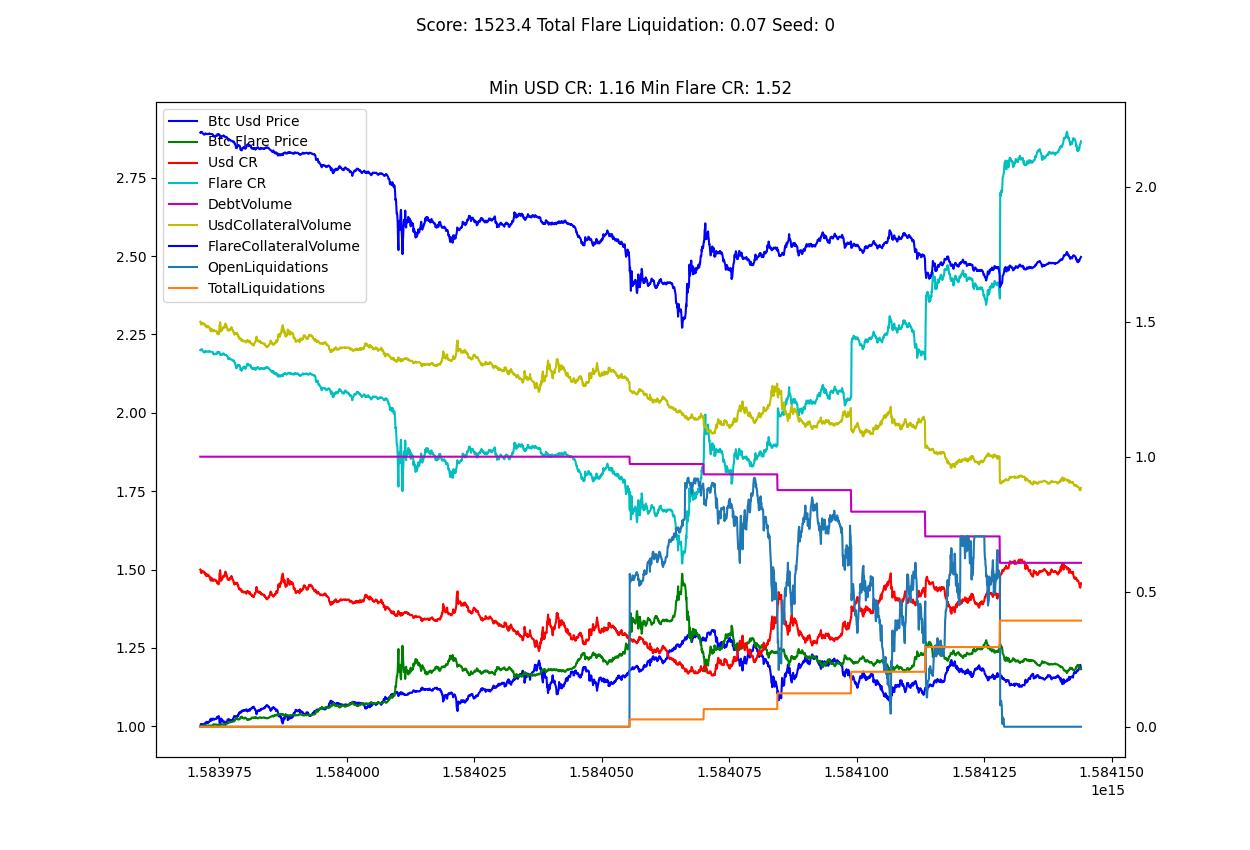 Score: 1523.4 Total Flare Liquidation: 0.07 Seed: 0
Min USD CR: 1.16 Min Flare CR: 1.52
Btc Usd Price
Btc Flare Price
Usd CR
Flare CR
DebtVolume
UsdCollateralVolume
FlareCollateralVolume
OpenLiquidations
TotalLiquidations
2.75
2.50
2.25
2.00
1.75
1.50
1.25
1.00
2.0
1.5
1.0
0.5
0.0
1.583975 1.584000 1.584025 1.584050 1.584075 1.584100 1.584125 1.584150
1e15